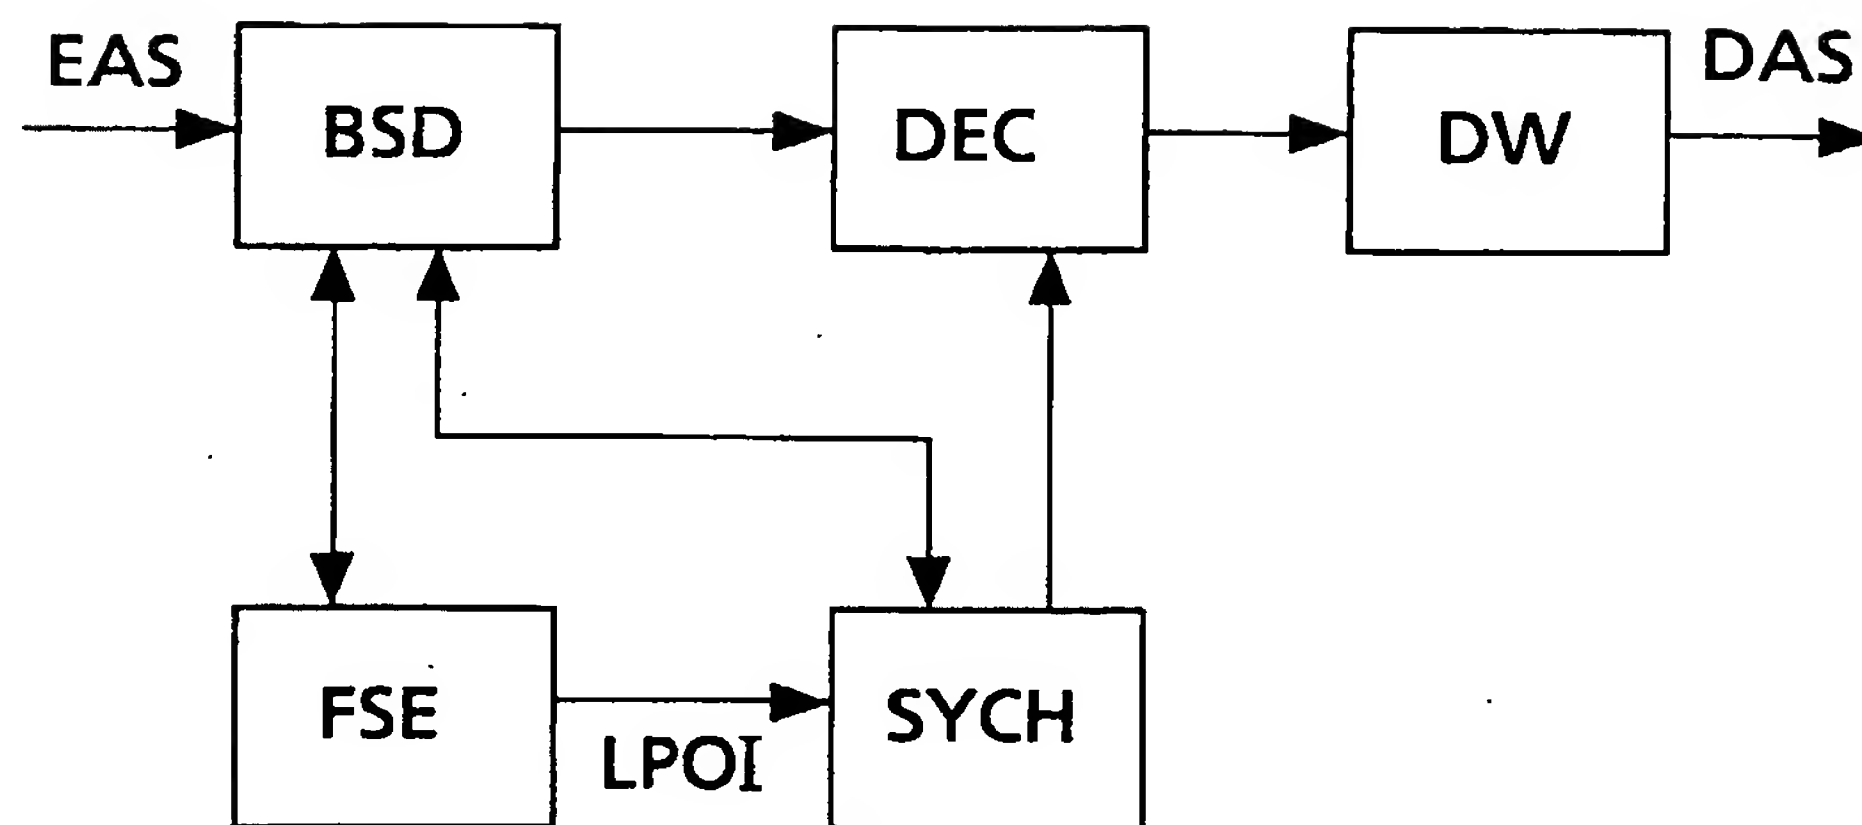 EAS
BSD
DEC
DW
DAS
FSE
LPOI
SYCH